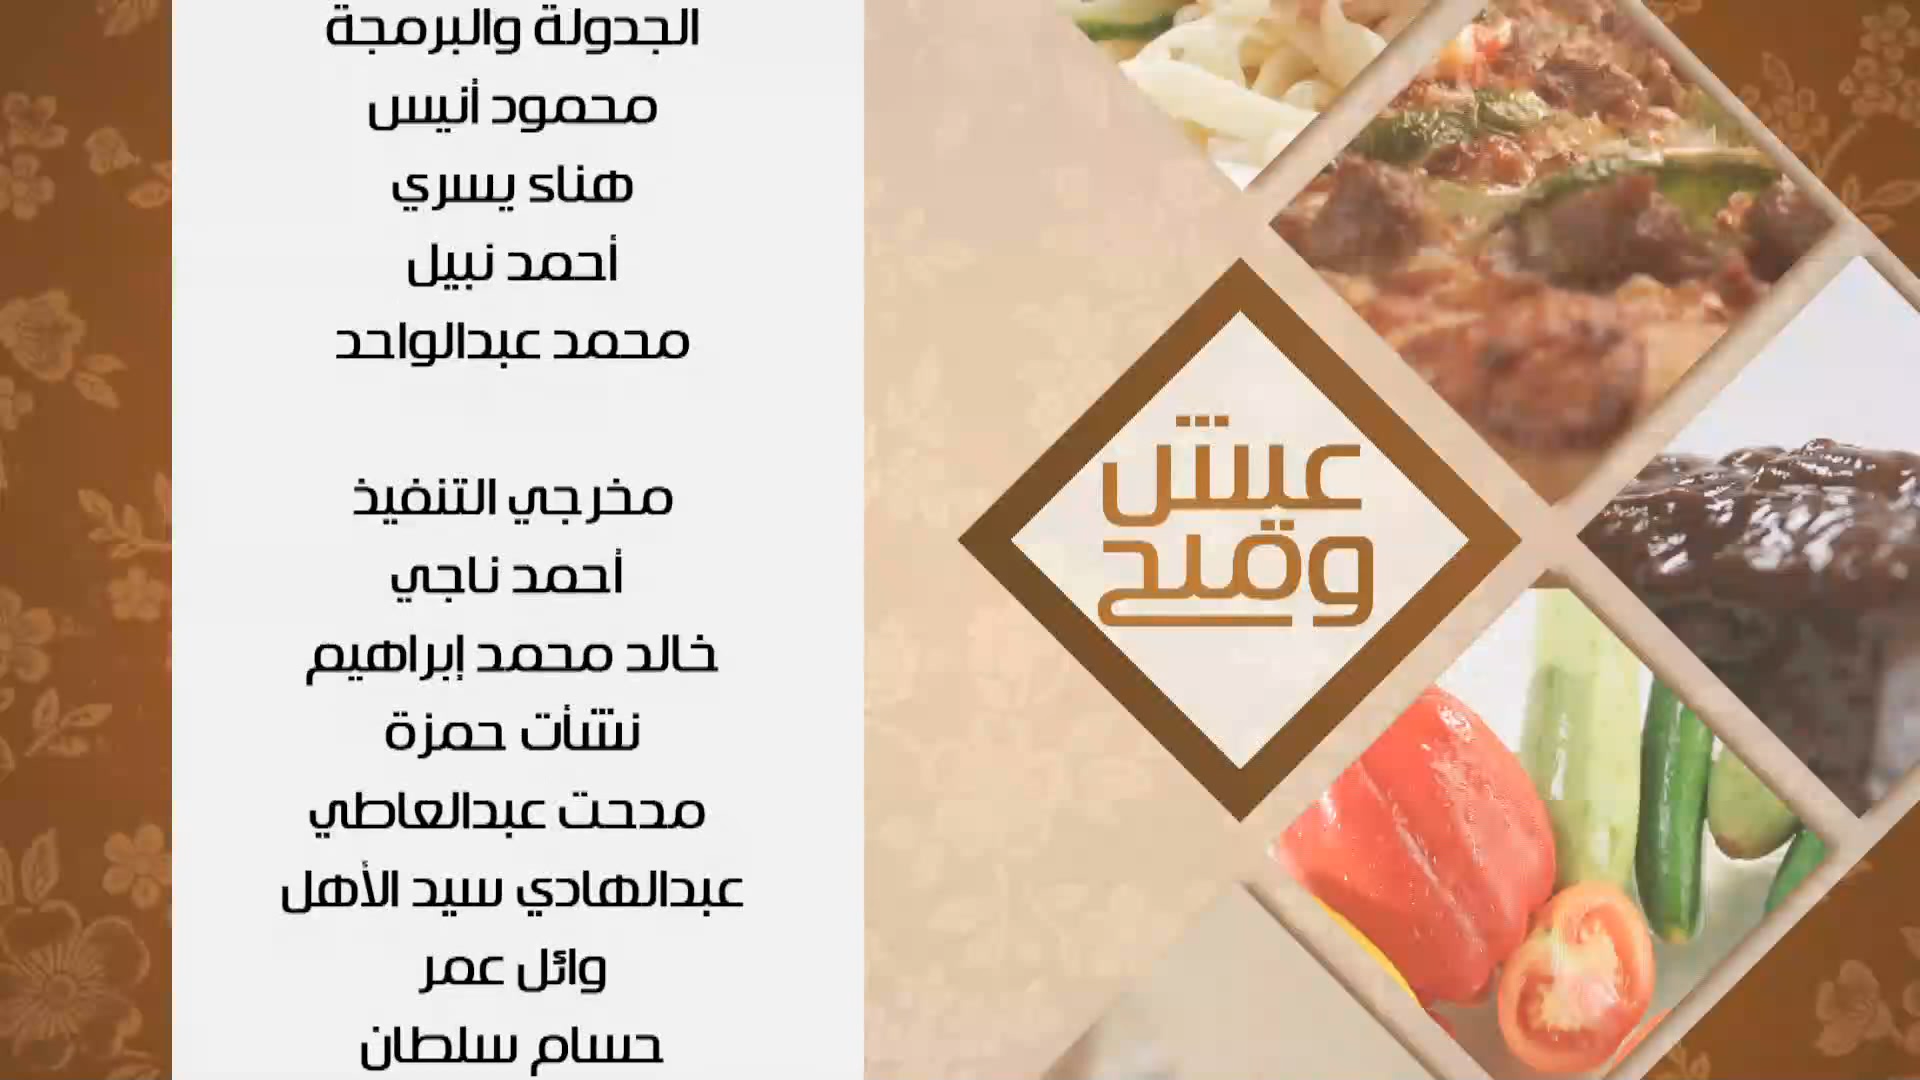 الجدولة والبرمجة
محمود أنيس
هناء يسري
أحمد نبيل
محمد عبدالواحد
مخرجي التنفيذ
أحمد ناجي
خالد محمد إبراهيم
نشأت حمزة
مدحت عبدالعاطي
عبدالهادي سيد الأهل
وائل عمر
حسام سلطان
عيش
وملح